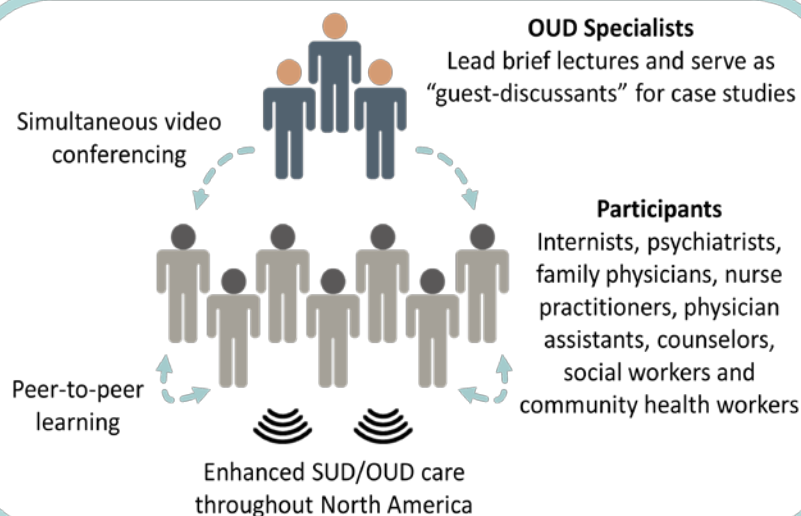 OUD Specialists
Lead brief lectures and serve as
“guest-discussants” for case studies
Simultaneous video
conferencing
Participants
Internists, psychiatrists,
family physicians, nurse
practitioners, physician
assistants, counselors,
social workers and
community health workers
Peer-to-peer
learning
Enhanced SUD/OUD care
throughout North America